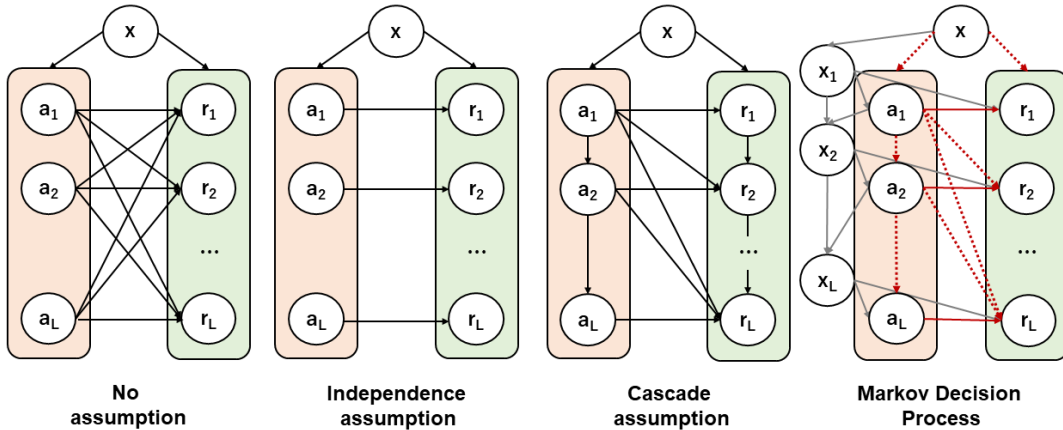 x
a1
r1
a2
r2
...
aL
rL
No
assumption
x
a1
r1
a2
r2
...
aL
rL
Independence
assumption
x
a1
r1
a2
r2
...
aL
rL
Cascade
assumption
x
x1
a1
r1
x2
a2
r2
...
xL
aL
rL
Markov Decision
Process